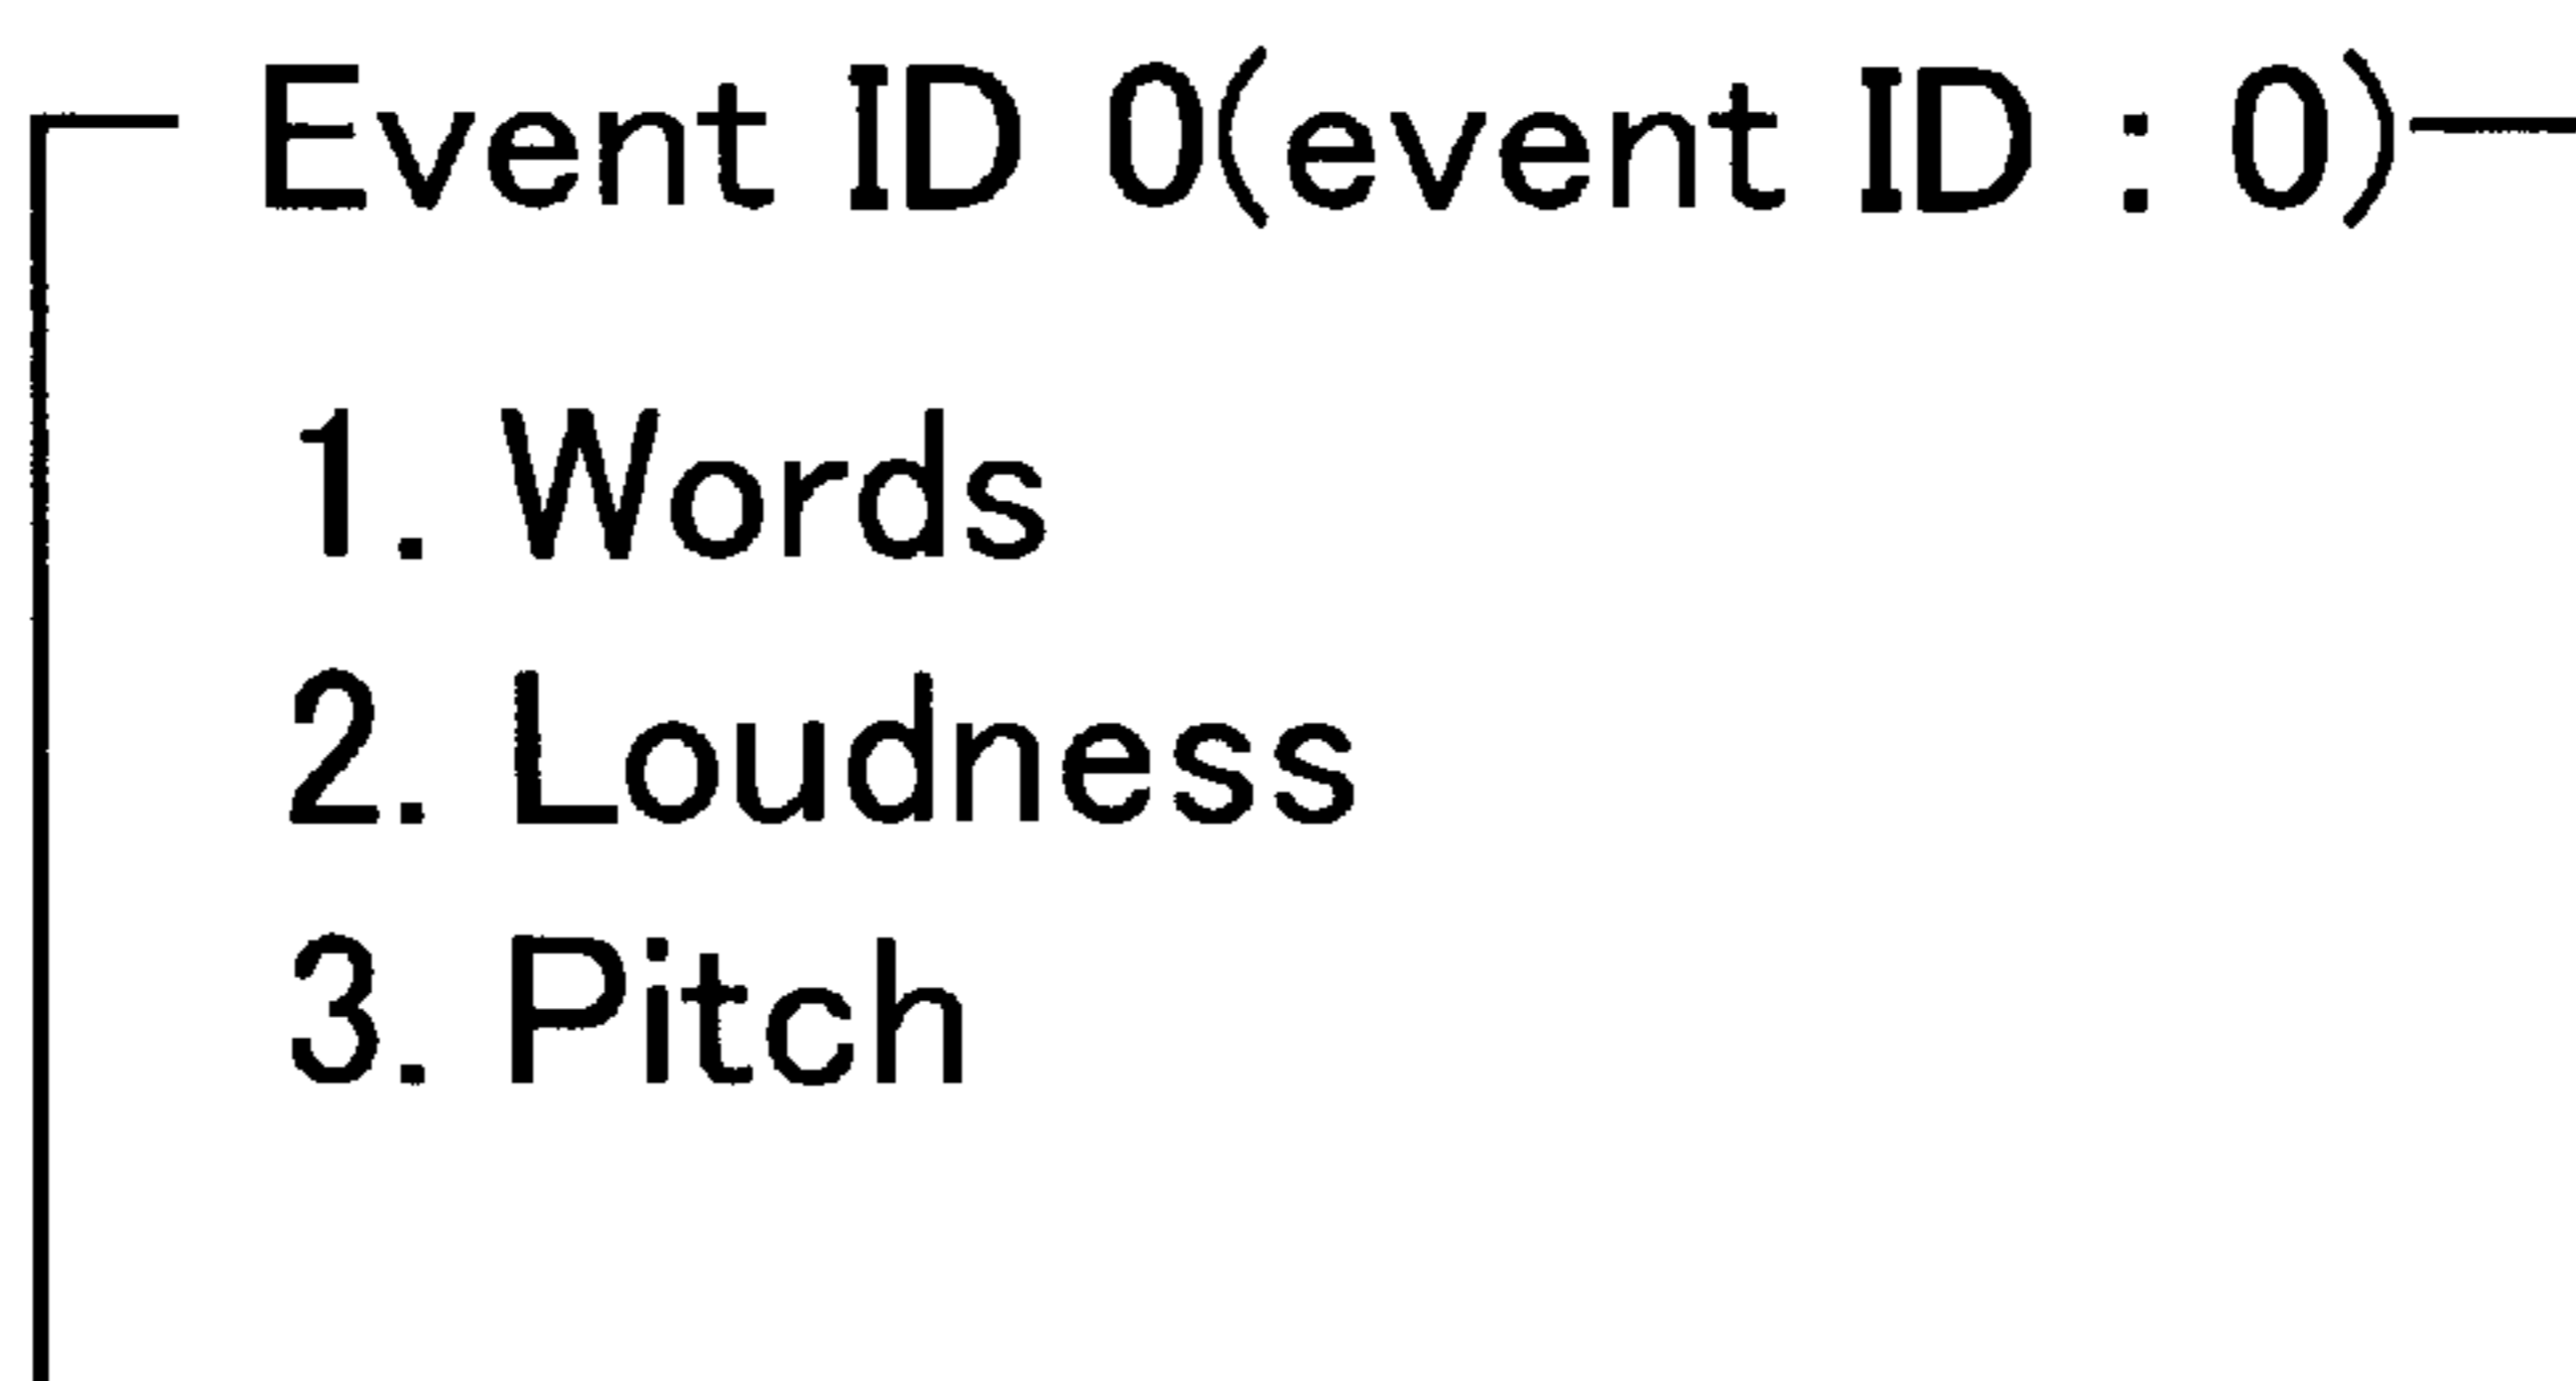 Event ID 0(event ID : 0)
1. Words
2. Loudness
3. Pitch